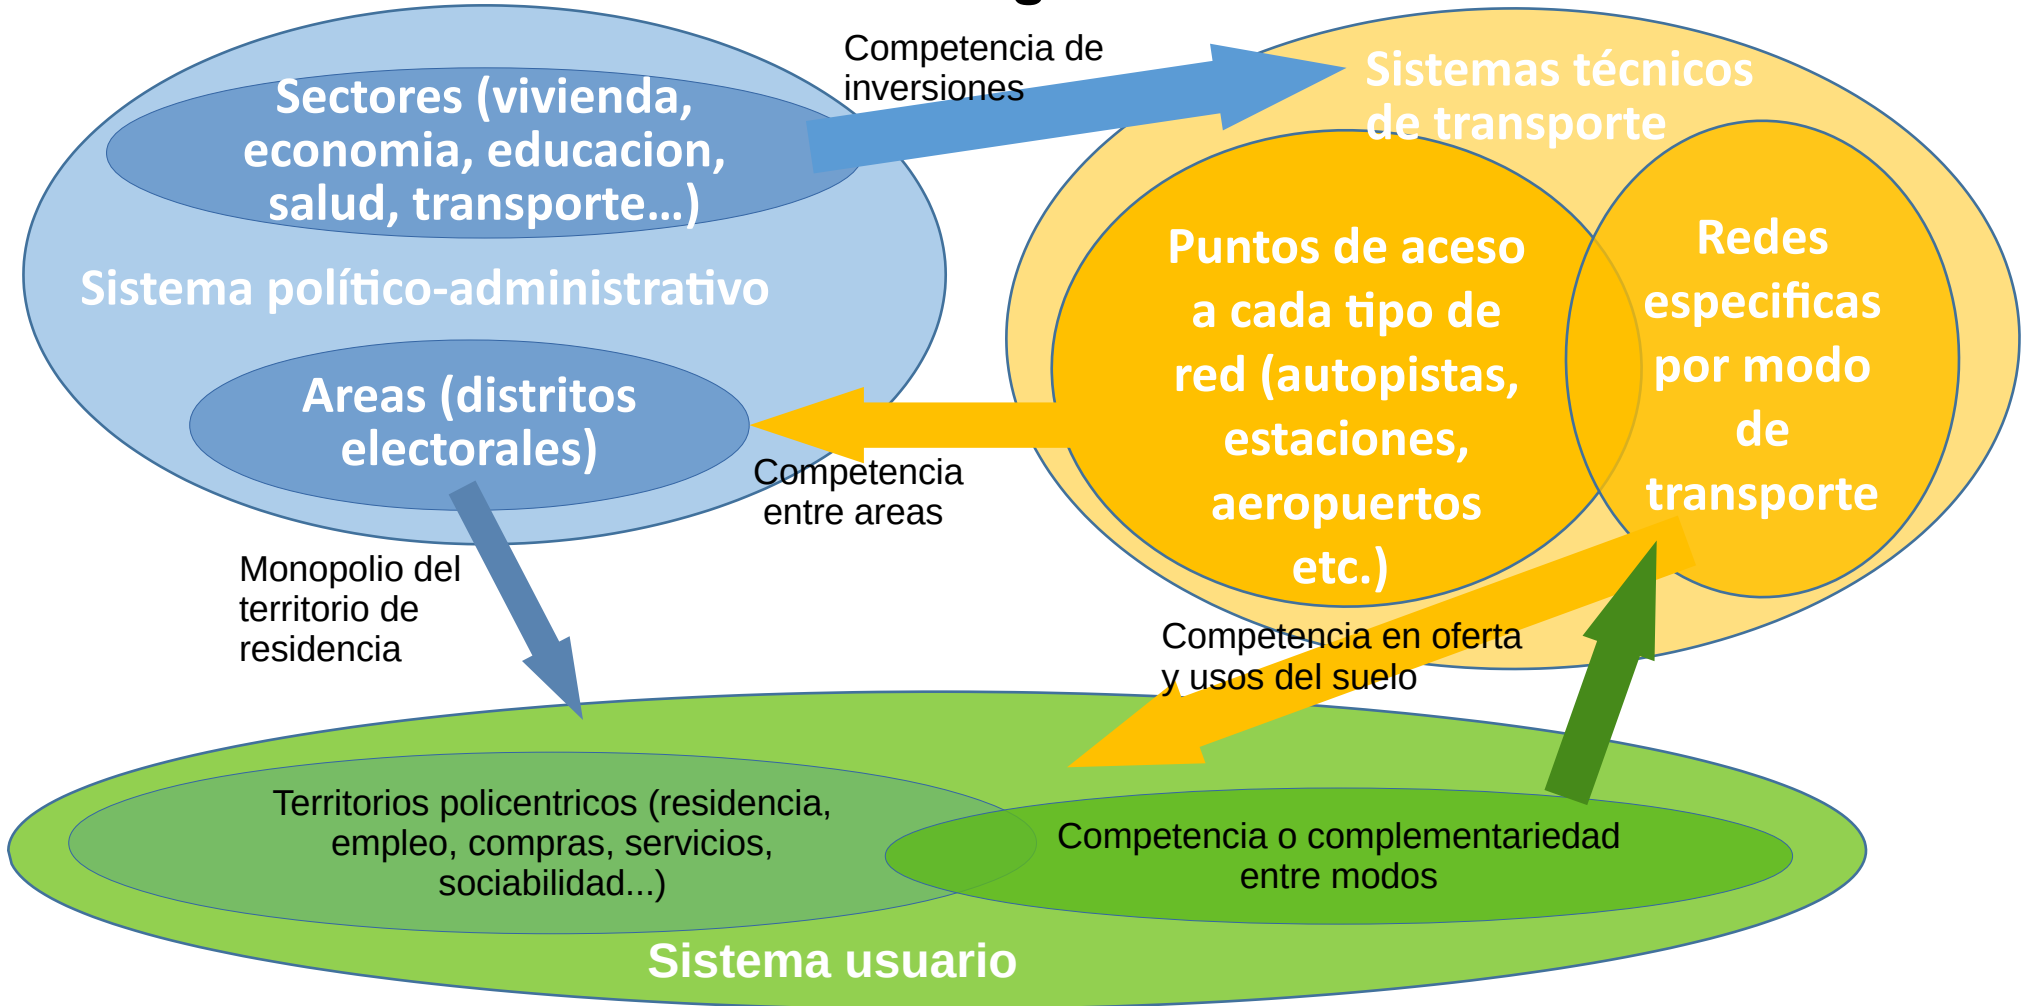 Competencia de
inversiones
Sistemas técnicos
de transporte
Sectores (vivienda,
economia, educacion,
salud, transporte...)
Sistema político-administrativo
Areas (distritos
electorales)
Puntos de aceso
a cada tipo de
red (autopistas,
estaciones,
aeropuertos
etc.)
Redes
especificas
por modo
de
transporte
Competencia
entre areas
Monopolio del
territorio de
residencia
Competencia en oferta
y usos del suelo
Territorios policentricos (residencia,
empleo, compras, servicios,
sociabilidad...)
Competencia o complementariedad
entre modos
Sistema usuario